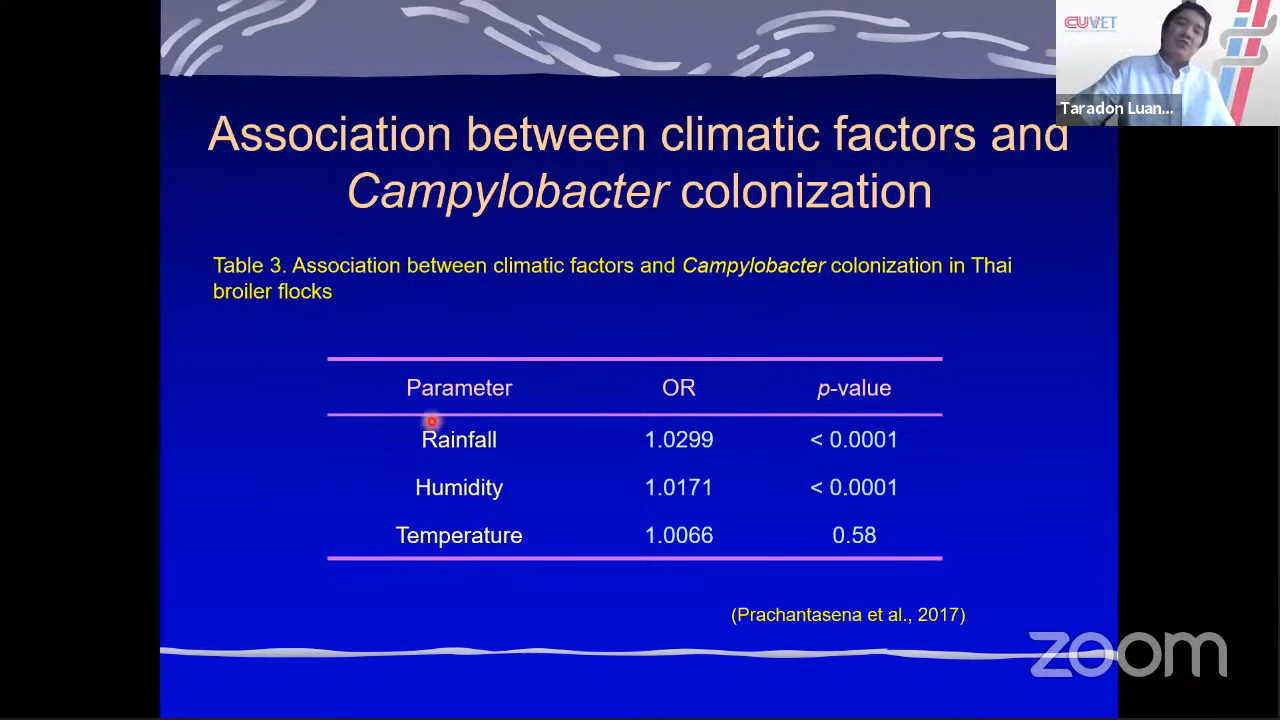 CUVET
Taradon Luan...
Association between climatic factors and
Campylobacter colonization
Table 3. Association between climatic factors and Campylobacter colonization in Thai
broiler flocks
Parameter OR p-value
Rainfall 1.0299 < 0.0001
Humidity 1.0171 < 0.0001
Temperature 1.0066 0.58
(Prachantasena et al., 2017)
zoom